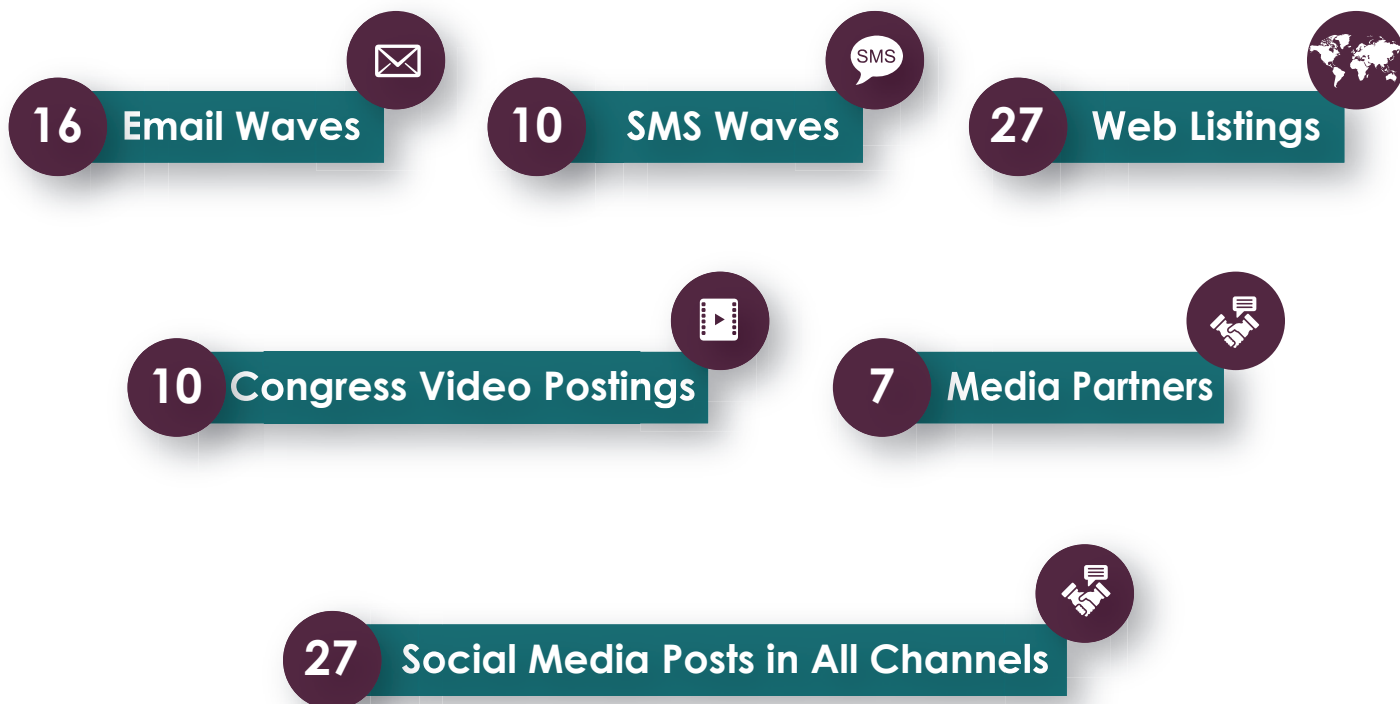 16 Email Waves
SMS
10 SMS Waves
27 Web Listings
10 Congress Video Postings
7 Media Partners
27 Social Media Posts in All Channels